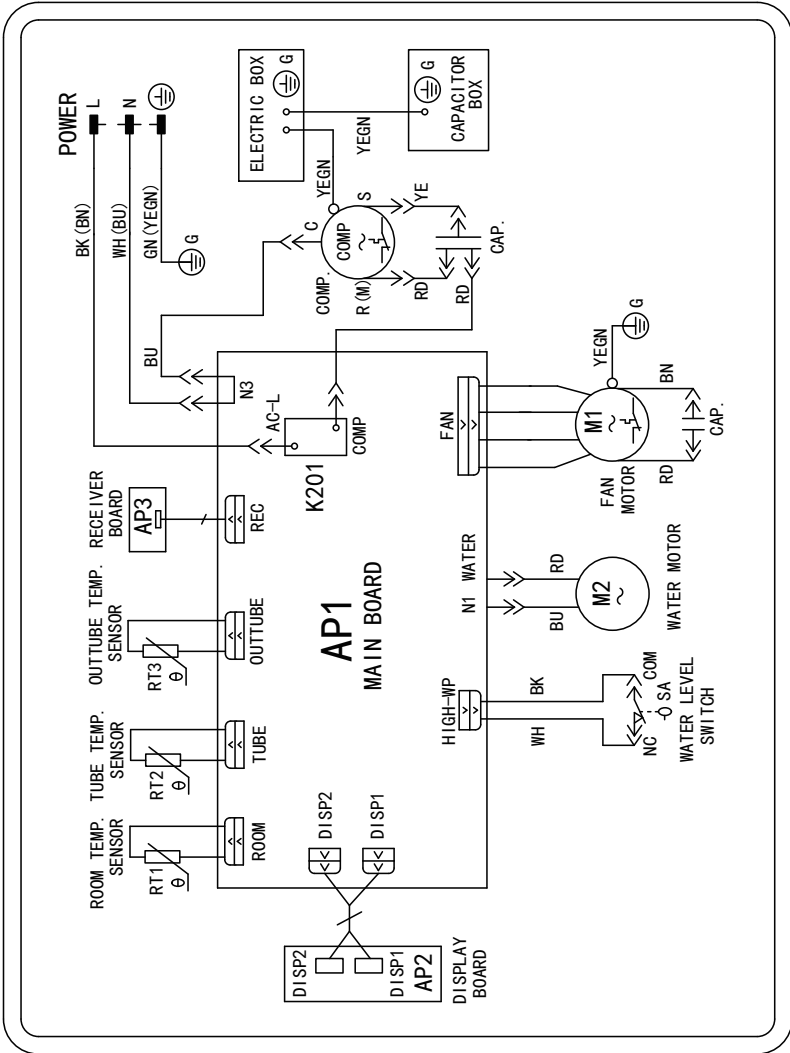 ROOM TEMP.
SENSOR
RT1
θ
ROOM
TUBE TEMP.
SENSOR
RT2
θ
TUBE
OUTTUBE TEMP.
SENSOR
RT3
θ
OUTTUBE
RECEIVER
BOARD
AP3
REC
POWER
L
N
BK(BN)
WH(BU)
GN(YEGN)
G
BU
N3
AC-L
K201
COMP
ELECTRIC BOX
G
YEGN
YEGN
CAPACITOR
BOX
G
C
COMP.
COMP
~
R(M)
S
RD
YE
RD
CAP.
DISP2
DISP1
AP2
DISPLAY
BOARD
DISP2
DISP1
AP1
MAIN BOARD
HIGH-WP
WH
BK
NC
COM
SA
WATER LEVEL
SWITCH
N1
WATER
BU
RD
M2
~
WATER MOTOR
FAN
M1
~
FAN
MOTOR
YEGN
G
RD
BN
CAP.